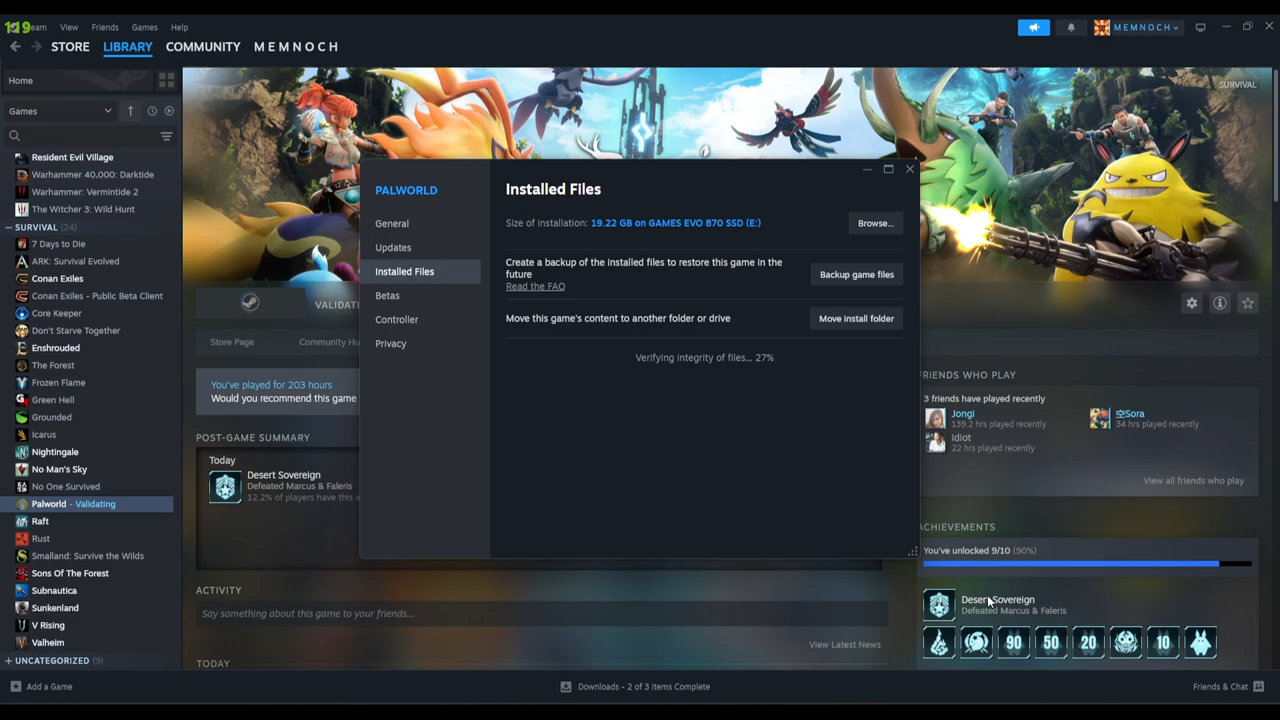 119eam View Friends Games Help
MEMNOCH
STORE LIBRARY COMMUNITY MEMNOCH
Home
SURVIVAL
Games
Resident Evil Village
Warhammer 40,000: Darktide
Warhammer: Vermintide 2
The Witcher 3: Wild Hunt
SURVIVAL (24)
7 Days to Die
ARK: Survival Evolved
Conan Exiles
Conan Exiles - Public Beta Client
Core Keeper
Don't Starve Together
Enshrouded
The Forest
Frozen Flame
Green Hell
Grounded
Icarus
Nightingale
No Man's Sky
No One Survived
Palworld - Validating
Raft
Rust
Smalland: Survive the Wilds
Sons Of The Forest
Subnautica
Sunkenland
V Rising
Valheim
UNCATEGORIZED (9)
VALIDATI
Store Page Community Hu
You've played for 203 hours
Would you recommend this game
POST-GAME SUMMARY
Today
Desert Sovereign
Defeated Marcus & Faleris
12.2% of players have this a
ACTIVITY
Say something about this game to your friends...
View Latest News
TODAY
PALWORLD
General
Updates
Installed Files
Betas
Controller
Privacy
Installed Files
Size of installation: 19.22 GB on GAMES EVO 870 SSD (E:) Browse...
Create a backup of the installed files to restore this game in the
future
Read the FAQ
Backup game files
Move this game's content to another folder or drive Move install folder
Verifying integrity of files... 27%
FRIENDS WHO PLAY
3 friends have played recently
Jongi
139.2 hrs played recently
空Sora
34 hrs played recently
Idiot
22 hrs played recently
View all friends who play
ACHIEVEMENTS
You've unlocked 9/10 (90%)
Desert Sovereign
Defeated Marcus & Faleris
90 50 20 10
Add a Game Downloads - 2 of 3 Items Complete Friends & Chat